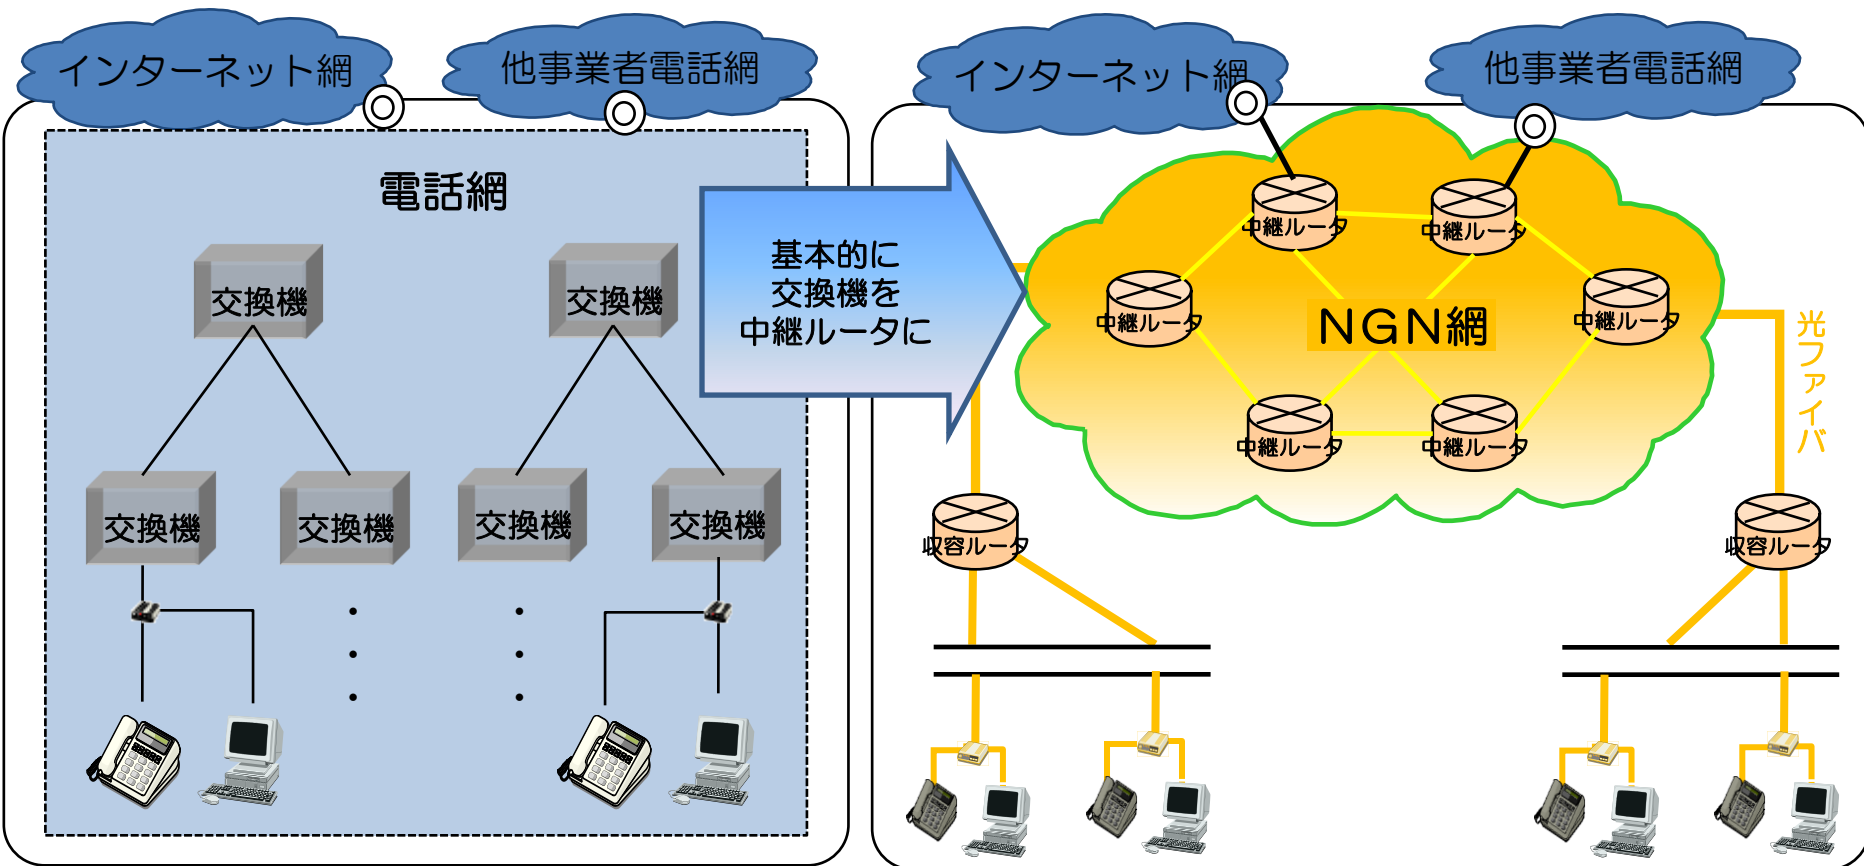 インターネット網
他事業者電話網
電話網
交換機
交換機
交換機
交換機
交換機
交換機
基本的に
交換機を
中継ルータに
インターネット網
他事業者電話網
中継ルータ
中継ルータ
中継ルータ
中継ルータ
NGN網
中継ルータ
中継ルータ
光ファイバ
収容ルータ
収容ルータ